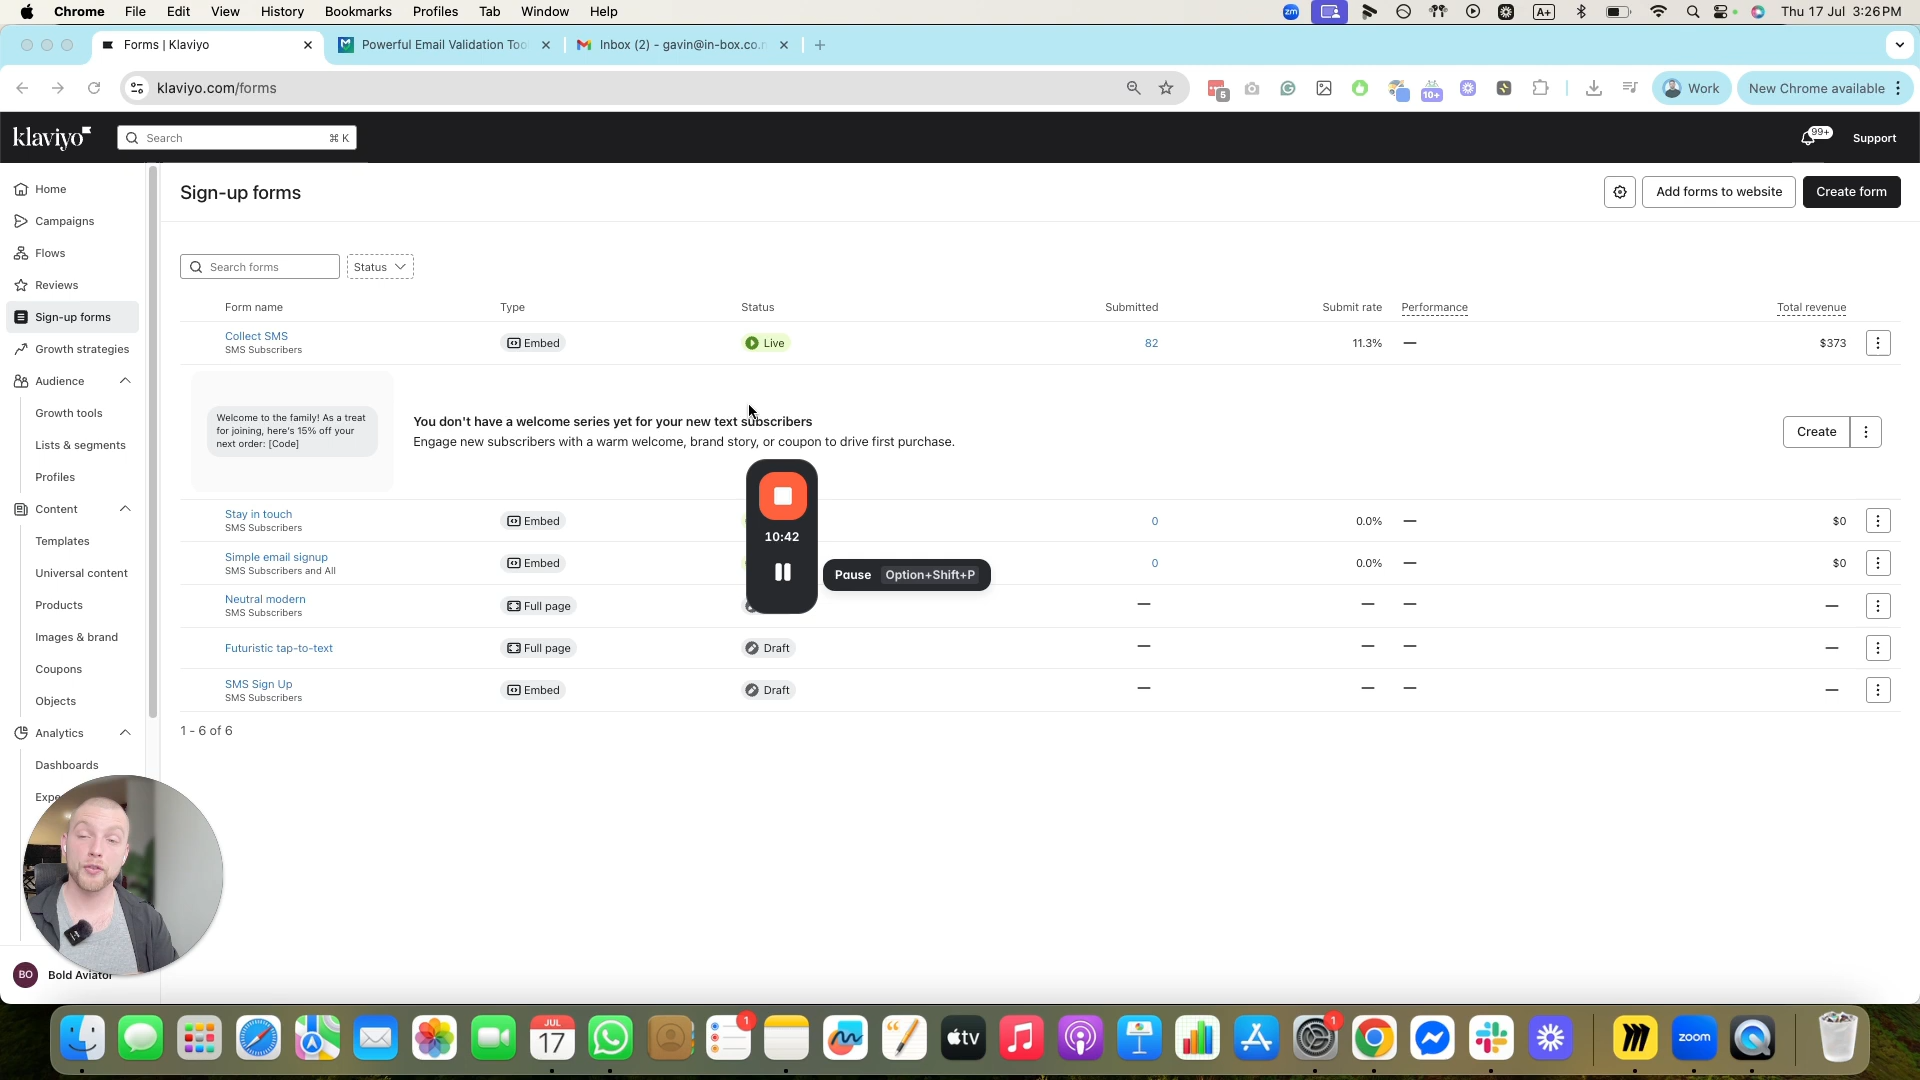 Chrome File Edit View History Bookmarks Profiles Tab Window Help
zm A+ Thu 17 Jul 3:26 PM
Forms | Klaviyo
Powerful Email Validation Too
Inbox (2) - gavin@in-box.co.n
klaviyo.com/forms
5
10+
Work
New Chrome available
klaviyo
Search ⌘ K
99+
Support
Home
Campaigns
Flows
Reviews
Sign-up forms
Growth strategies
Audience
Growth tools
Lists & segments
Profiles
Content
Templates
Universal content
Products
Images & brand
Coupons
Objects
Analytics
Dashboards
Expe
BO Bold Aviator
Sign-up forms
Add forms to website
Create form
Search forms
Status
Form name Type Status Submitted Submit rate Performance Total revenue
Collect SMS
SMS Subscribers
Embed Live 82 11.3% — $373
Welcome to the family! As a treat
for joining, here's 15% off your
next order: [Code]
You don't have a welcome series yet for your new text subscribers
Engage new subscribers with a warm welcome, brand story, or coupon to drive first purchase.
Create
Stay in touch
SMS Subscribers
Embed 0 0.0% — $0
Simple email signup
SMS Subscribers and All
Embed 0 0.0% — $0
Neutral modern
SMS Subscribers
Full page — — — —
Futuristic tap-to-text
Full page Draft — — — —
SMS Sign Up
SMS Subscribers
Embed Draft — — — —
1 - 6 of 6
10:42
Pause Option+Shift+P
JUL
17
1
tv
1
zoom